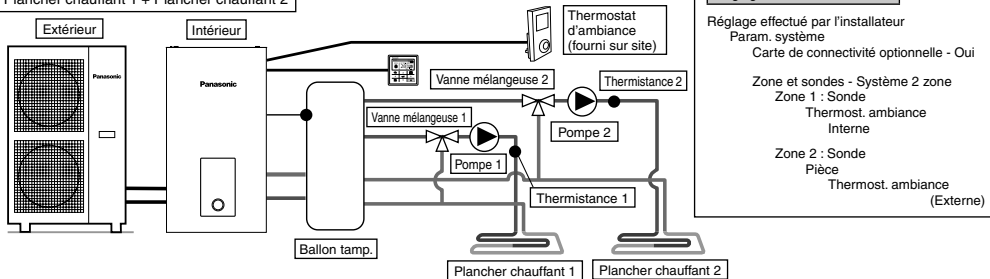 Plancher chauffant 1 + Plancher chauffant 2
Extérieur
Intérieur
Panasonic
Panasonic
Thermostat
d'ambiance
(fourni sur site)
Vanne mélangeuse 2
Thermistance 2
Vanne mélangeuse 1
Pompe 2
Pompe 1
Thermistance 1
Ballon tamp.
Plancher chauffant 1
Plancher chauffant 2
Réglage effectué par l'installateur
Param. système
Carte de connectivité optionnelle - Oui
Zone et sondes - Système 2 zone
Zone 1 : Sonde
Thermost. ambiance
Interne
Zone 2 : Sonde
Pièce
Thermost. ambiance
(Externe)